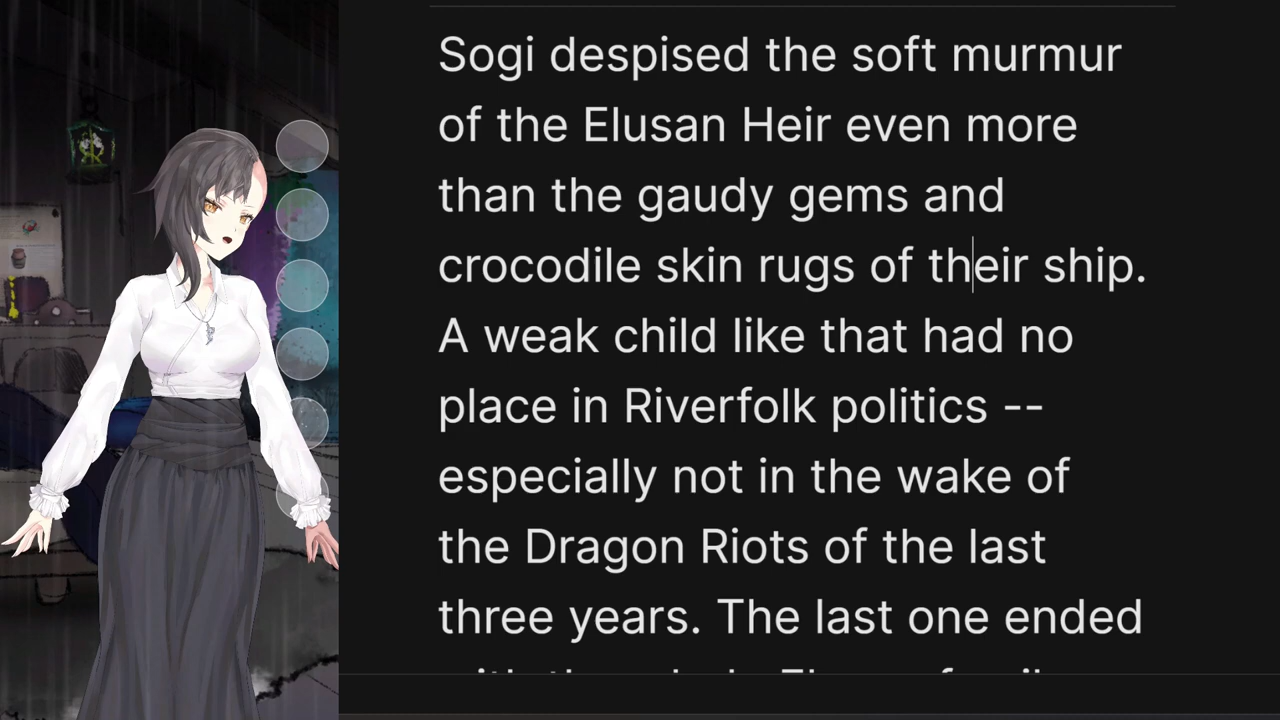 Sogi despised the soft murmur
of the Elusan Heir even more
than the gaudy gems and
crocodile skin rugs of their ship.
A weak child like that had no
place in Riverfolk politics --
especially not in the wake of
the Dragon Riots of the last
three years. The last one ended